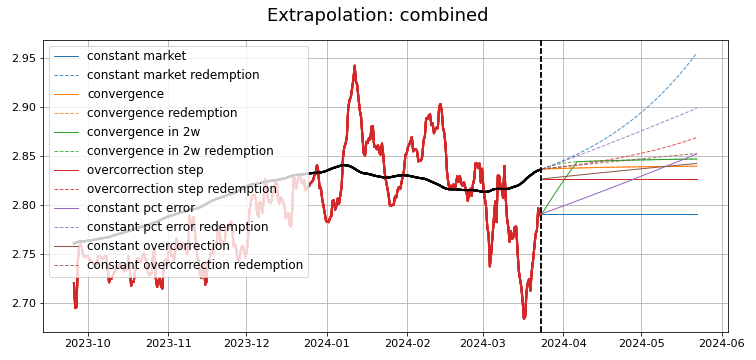 Extrapolation: combined
2.95
2.90
2.85
2.80
2.75
2.70
constant market
constant market redemption
convergence
convergence redemption
convergence in 2w
convergence in 2w redemption
overcorrection step
overcorrection step redemption
constant pct error
constant pct error redemption
constant overcorrection
constant overcorrection redemption
2023-10 2023-11 2023-12 2024-01 2024-02 2024-03 2024-04 2024-05 2024-06